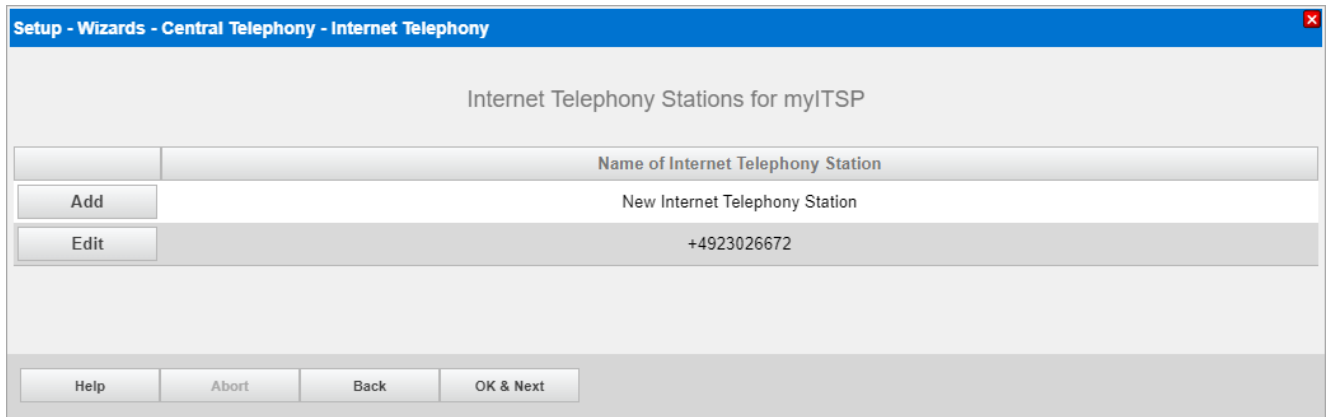 Setup - Wizards - Central Telephony - Internet Telephony
Internet Telephony Stations for myITSP
Name of Internet Telephony Station
Add New Internet Telephony Station
Edit +4923026672
Help Abort Back OK & Next